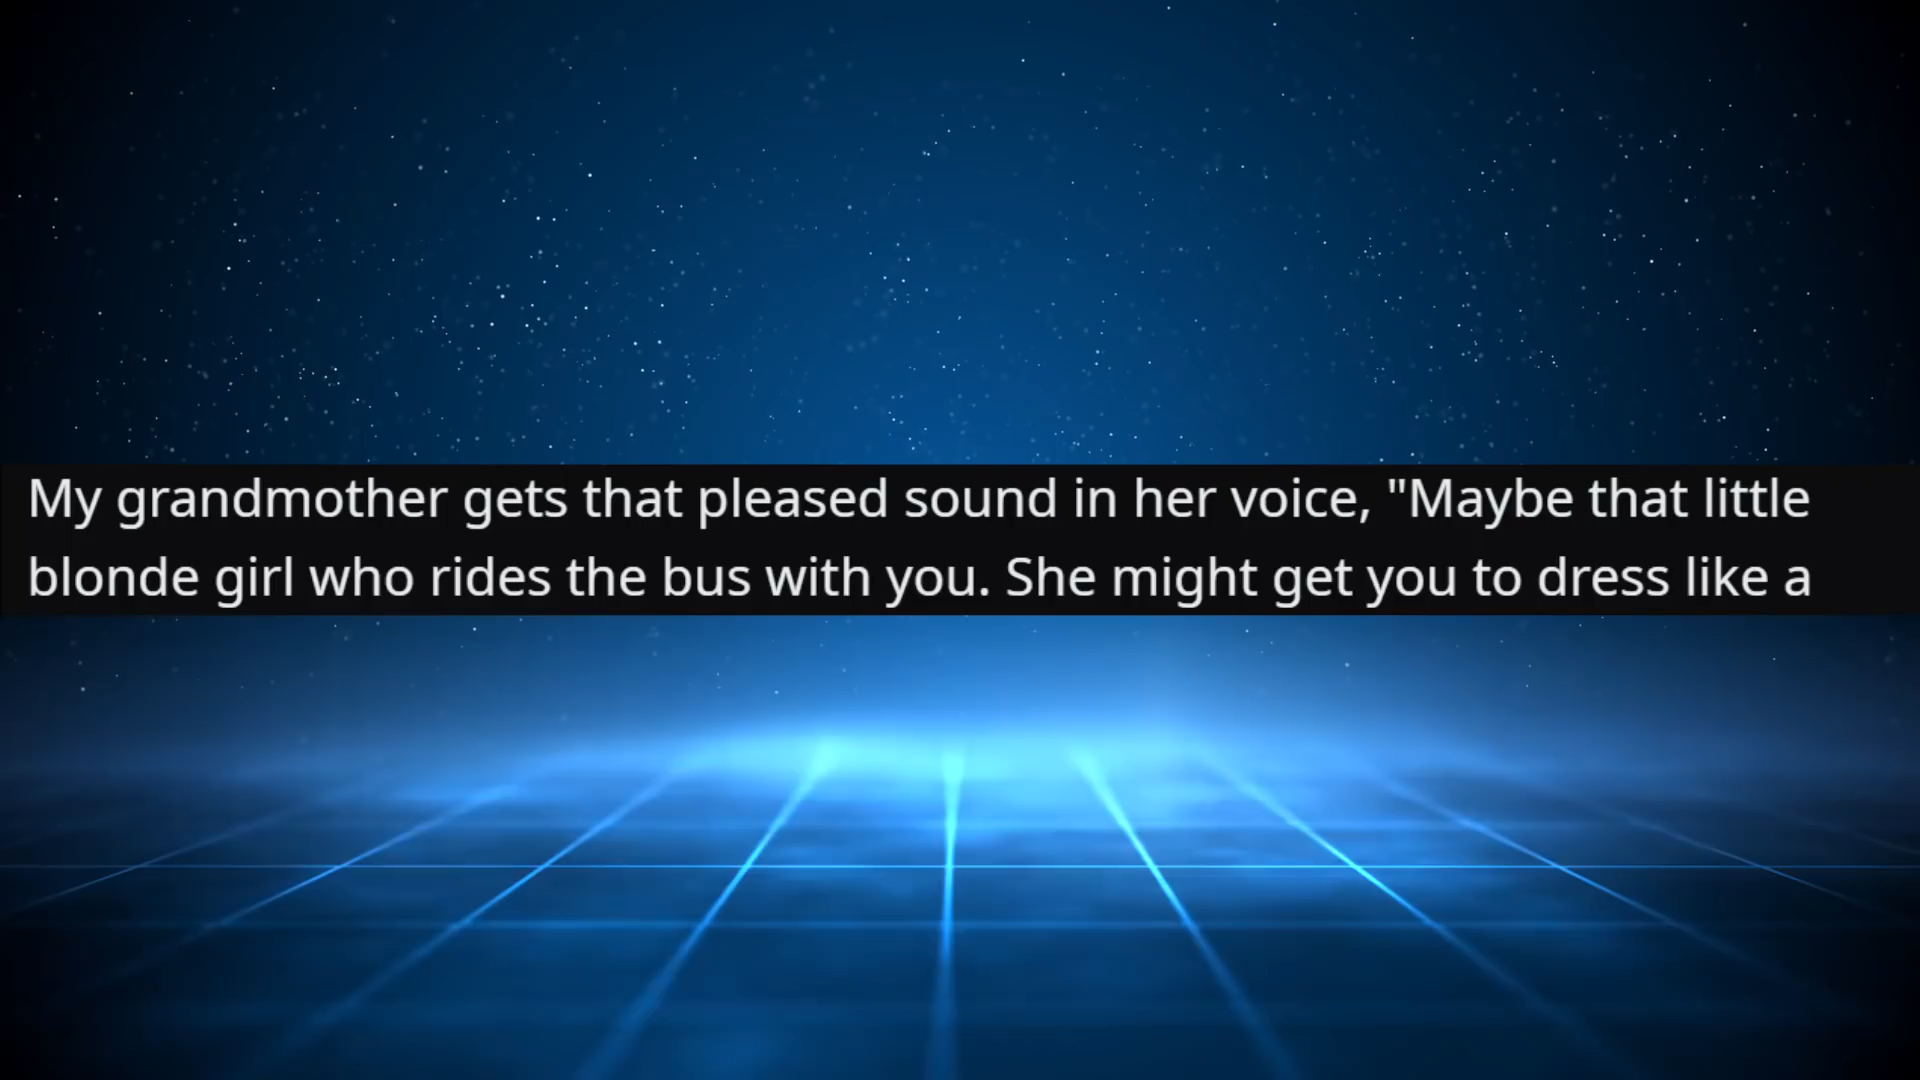 My grandmother gets that pleased sound in her voice, "Maybe that little
blonde girl who rides the bus with you. She might get you to dress like a